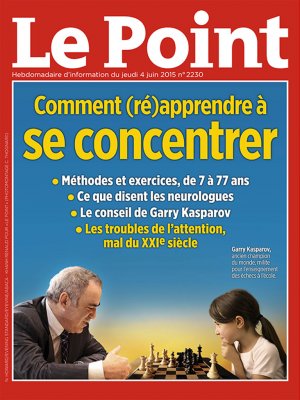 Le Point
Hebdomadaire d'information du jeudi 4 juin 2015 n° 2230
Comment (ré)apprendre à
se concentrer
• Méthodes et exercices, de 7 à 77 ans
• Ce que disent les neurologues
• Le conseil de Garry Kasparov
• Les troubles de l'attention,
mal du XXIe siècle
Garry Kasparov,
ancien champion
du monde, milite
pour l'enseignement
des échecs à l'école.